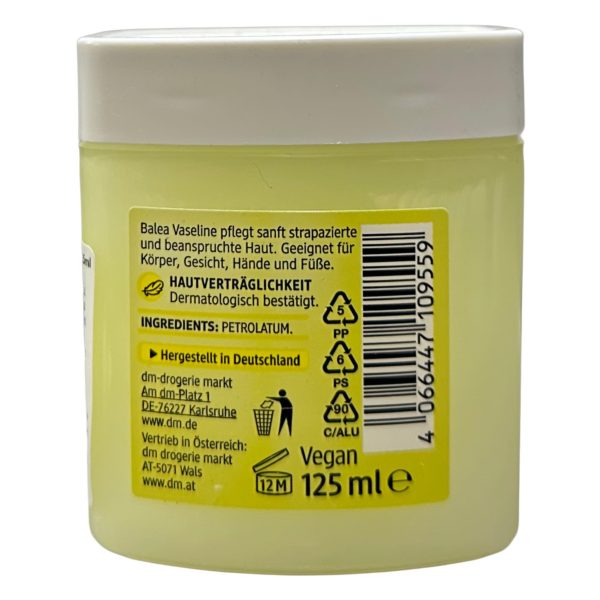 Balea Vaseline pflegt sanft strapazierte
und beanspruchte Haut. Geeignet für
Körper, Gesicht, Hände und Füße.
HAUTVERTRÄGLICHKEIT
Dermatologisch bestätigt.
INGREDIENTS: PETROLATUM.
Hergestellt in Deutschland
dm-drogerie markt
Am dm-Platz 1
DE-76227 Karlsruhe
www.dm.de
Vertrieb in Österreich:
dm drogerie markt
AT-5071 Wals
www.dm.at
5
PP
6
PS
90
C/ALU
12 M
Vegan
125 ml e
4 066447 109559